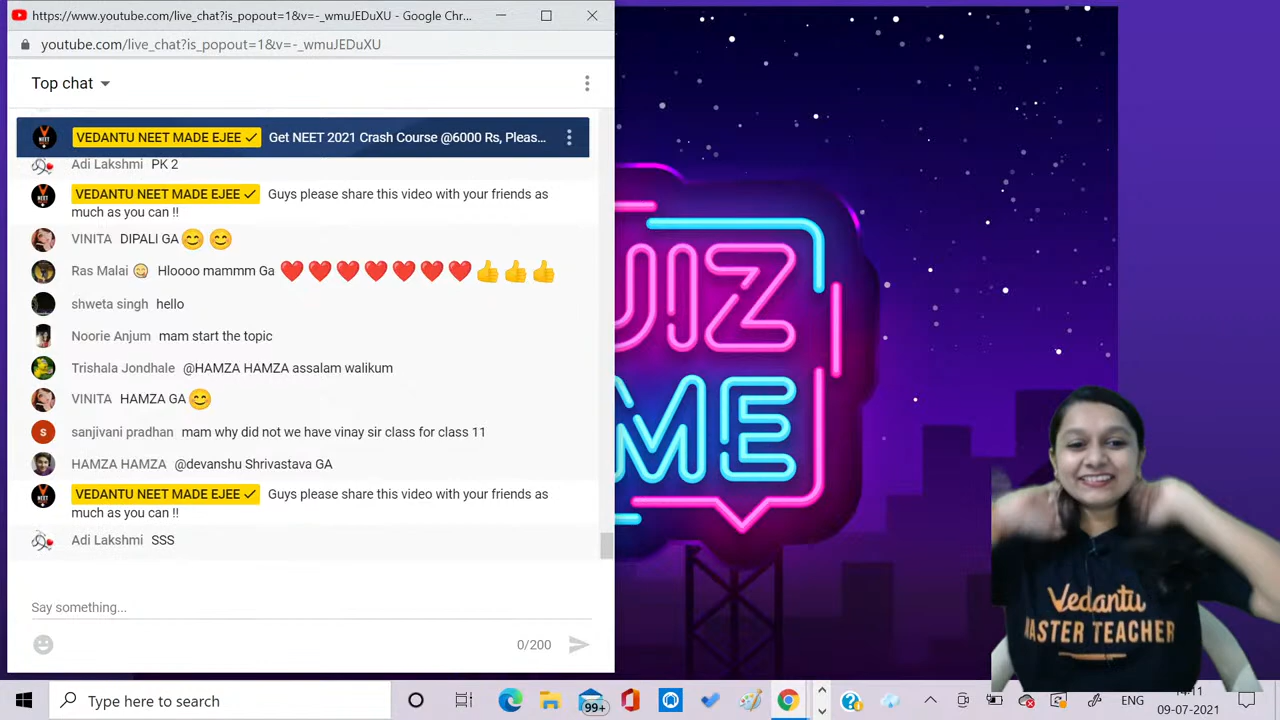 https://www.youtube.com/live_chat?is_popout=1&v=-_wmuJEDuXU - Google Chr...
youtube.com/live_chat?is_popout=1&v=-_wmuJEDuXU
Top chat
VEDANTU NEET MADE EJEE Get NEET 2021 Crash Course @6000 Rs, Pleas...
Adi Lakshmi PK 2
VEDANTU NEET MADE EJEE Guys please share this video with your friends as
much as you can !!
VINITA DIPALI GA😊 😊
Ras Malai 😋 Hloooo mammm Ga ❤️❤️❤️❤️❤️❤️❤️👍👍👍
shweta singh hello
Noorie Anjum mam start the topic
Trishala Jondhale @HAMZA HAMZA assalam walikum
VINITA HAMZA GA😊
S
sanjivani pradhan mam why did not we have vinay sir class for class 11
HAMZA HAMZA @devanshu Shrivastava GA
VEDANTU NEET MADE EJEE Guys please share this video with your friends as
much as you can !!
Adi Lakshmi SSS
Say something...
0/200
UIZ
ME
Vedantu
MASTER TEACHER
Type here to search
99+
ENG
14:11
09-07-2021